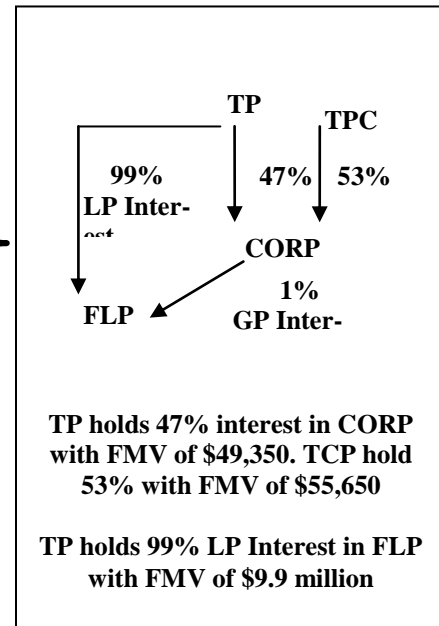 TP
TPC
99%
47%
53%
LP Inter-
est
CORP
1%
FLP
GP Inter-
TP holds 47% interest in CORP
with FMV of $49,350. TCP hold
53% with FMV of $55,650
TP holds 99% LP Interest in FLP
with FMV of $9.9 million